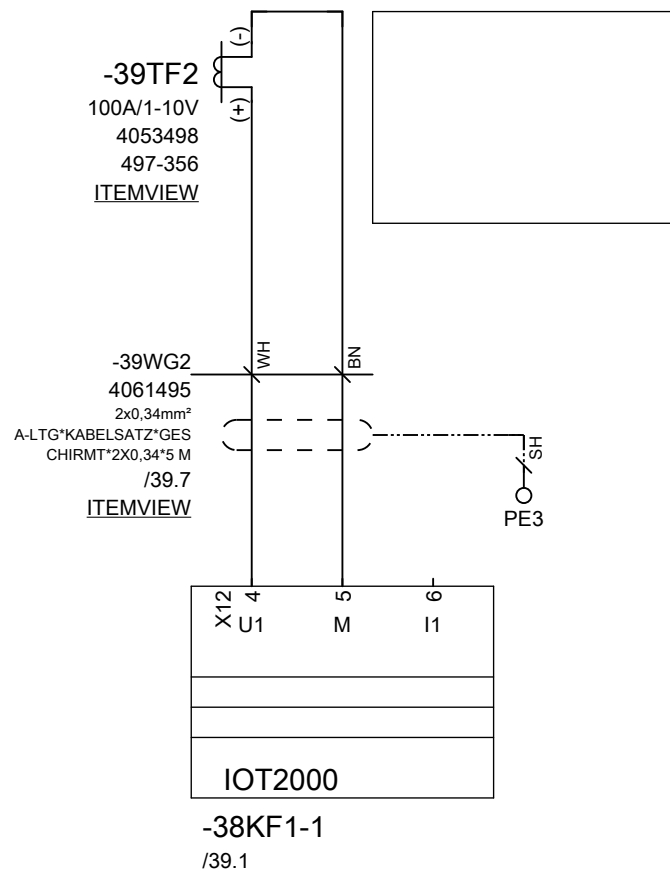 (-)
-39TF2
100A/1-10V
(+)
4053498
497-356
ITEMVIEW
-39WG2
WH
BN
4061495
2x0,34mm²
A-LTG*KABELSATZ*GES
CHIRMT*2X0,34*5 M
/39.7
ITEMVIEW
SH
PE3
X12
4
5
6
U1
M
I1
IOT2000
-38KF1-1
/39.1